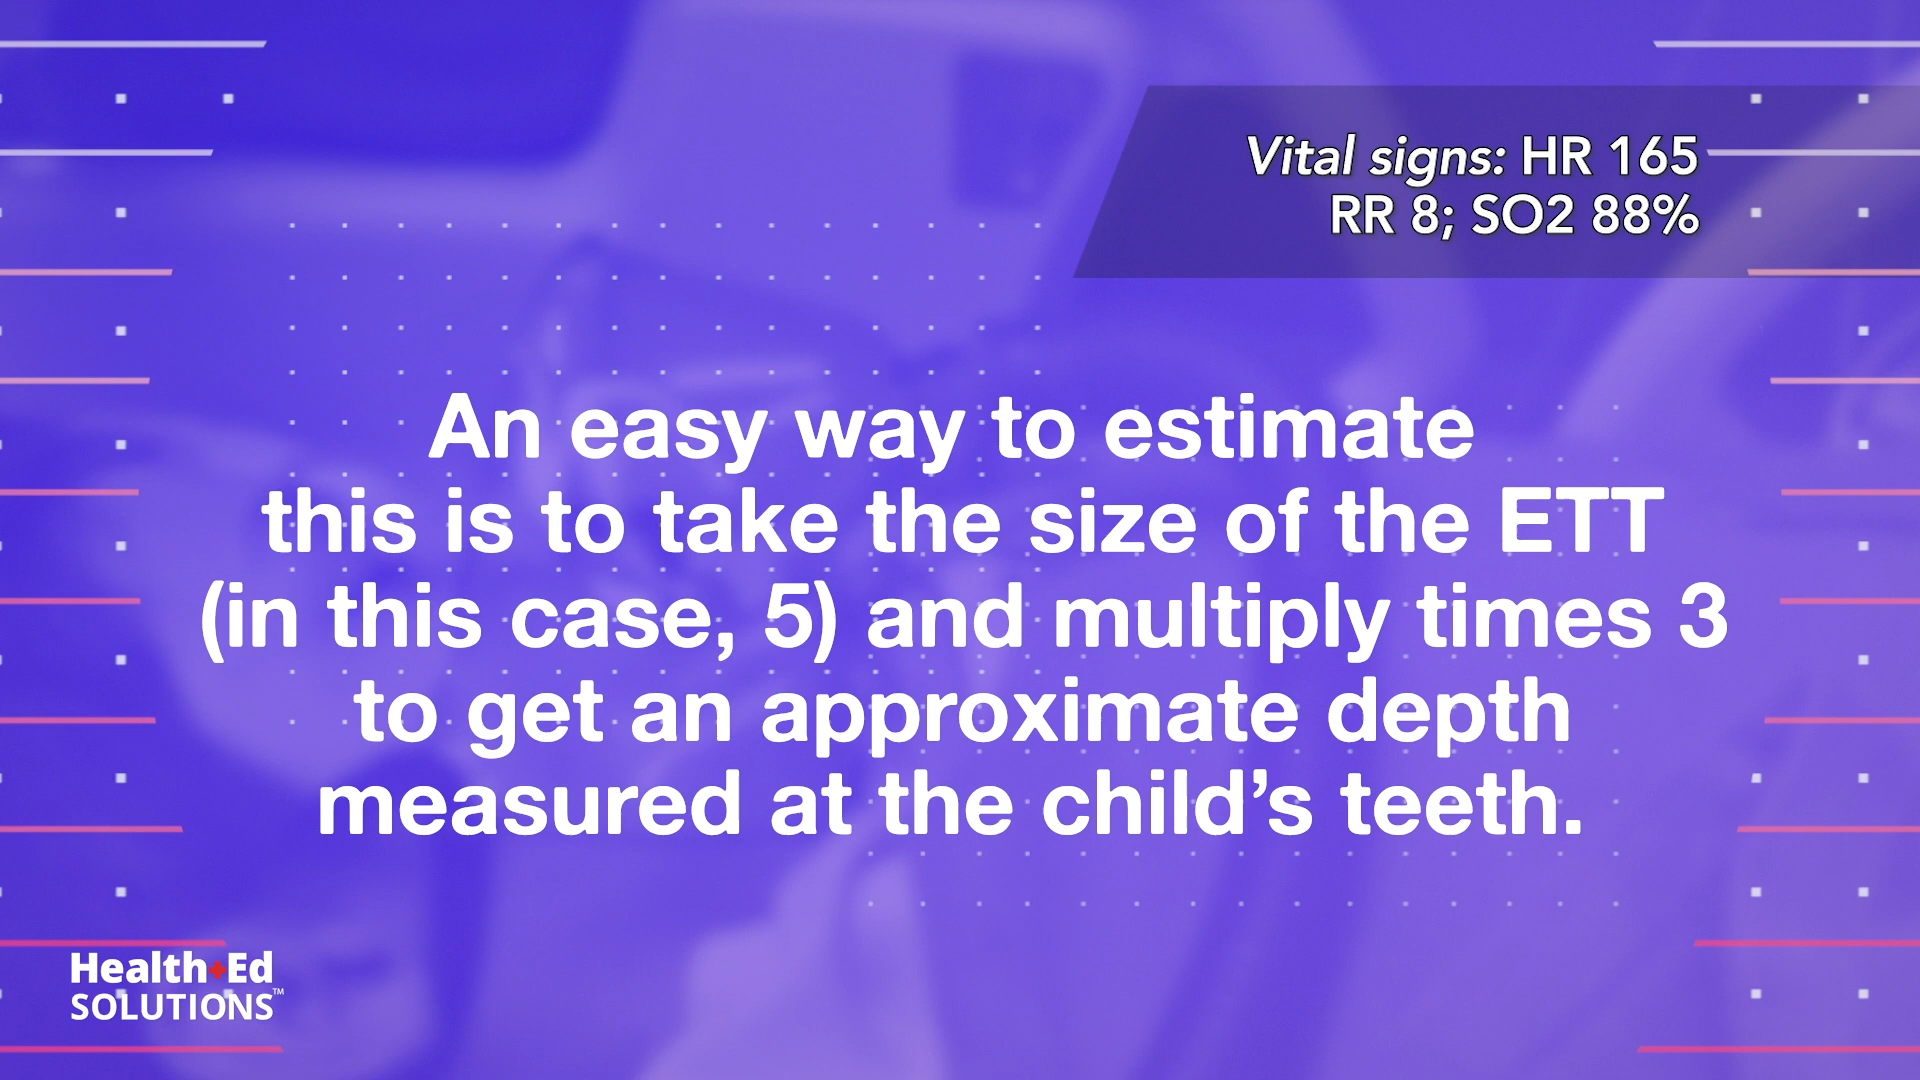 Vital signs: HR 165
RR 8; SO2 88%
An easy way to estimate
this is to take the size of the ETT
(in this case, 5) and multiply times 3
to get an approximate depth
measured at the child’s teeth.
Health+Ed
SOLUTIONS™